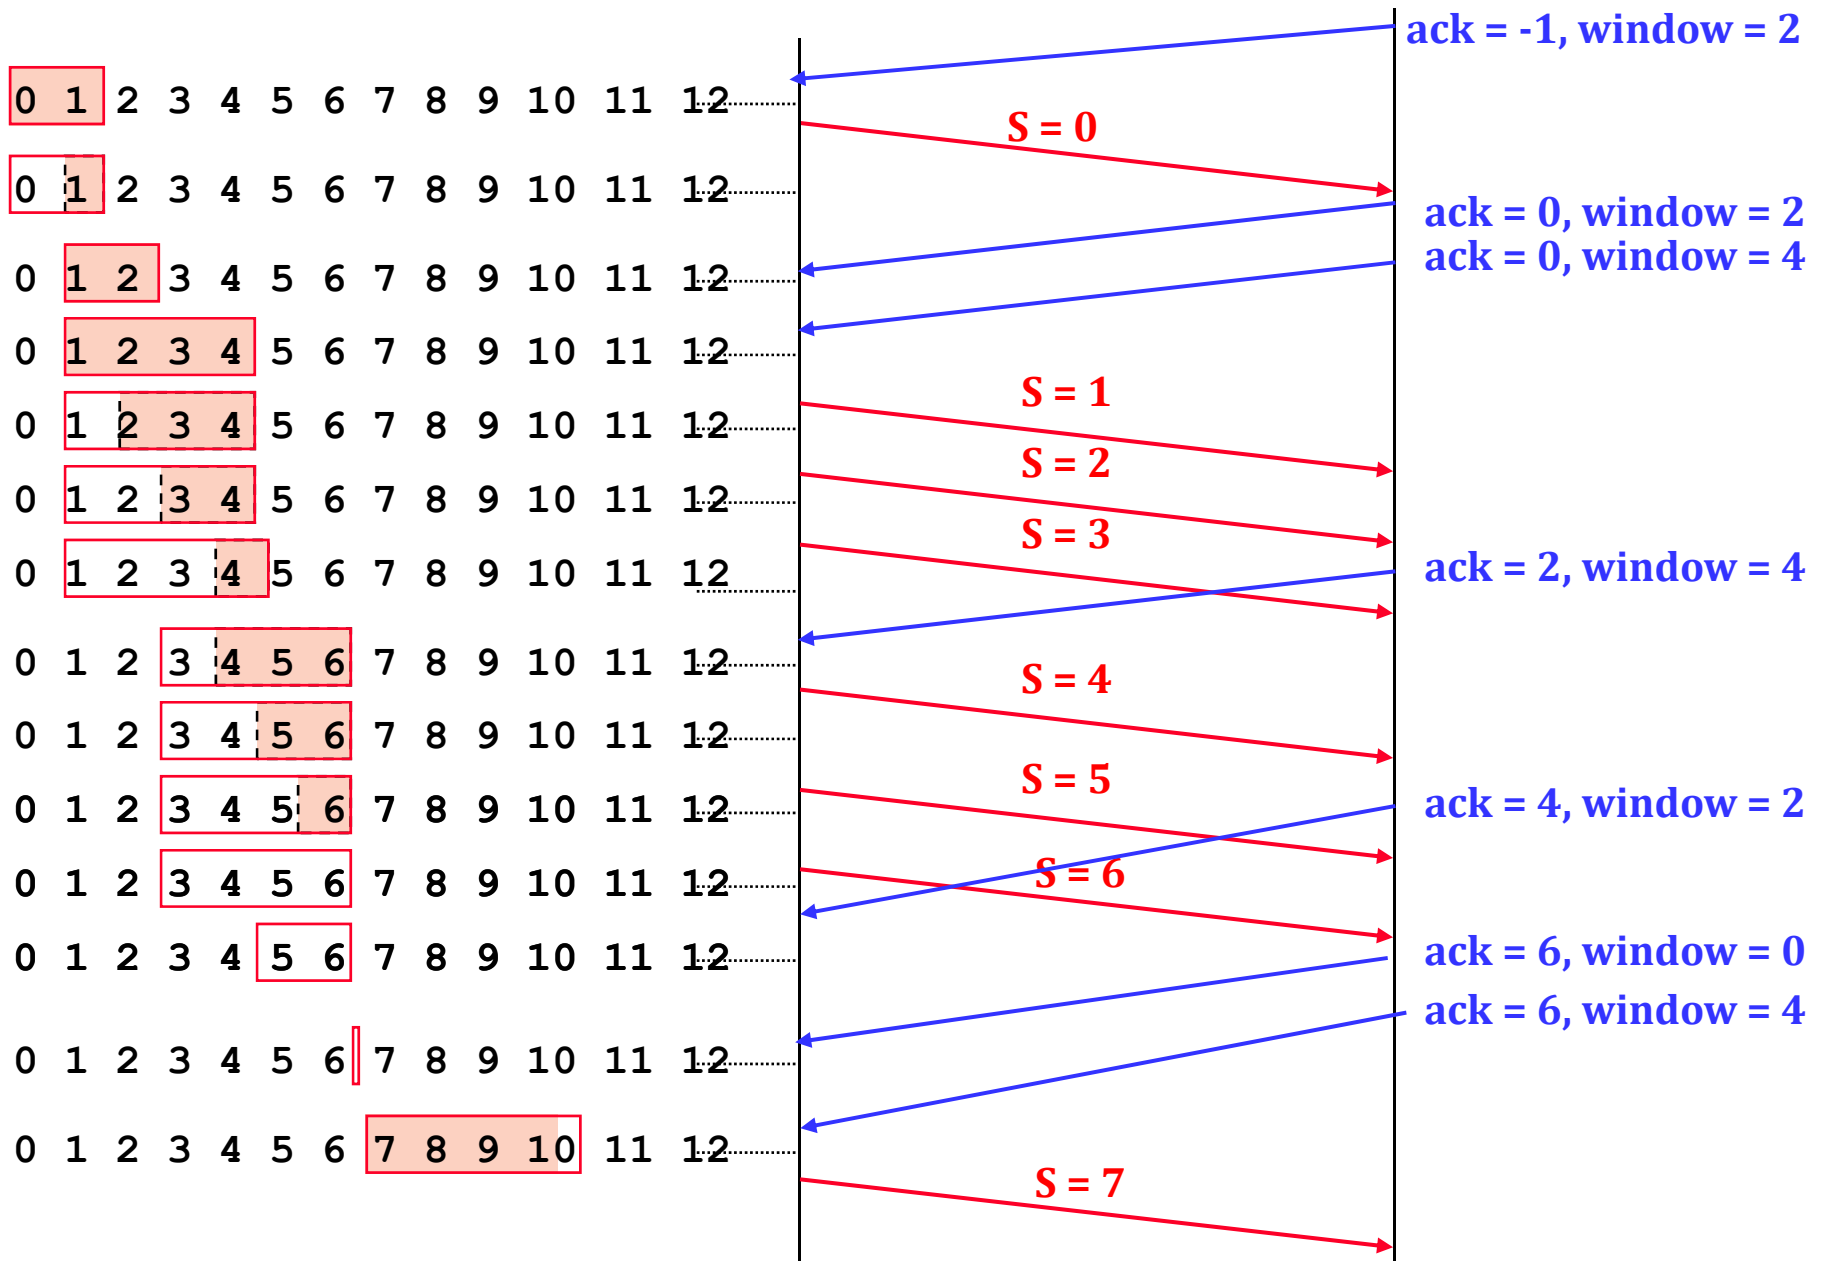 ack = -1, window = 2
0 1 2 3 4 5 6 7 8 9 10 11 12
S = 0
0 1 2 3 4 5 6 7 8 9 10 11 12
ack = 0, window = 2
ack = 0, window = 4
0 1 2 3 4 5 6 7 8 9 10 11 12
0 1 2 3 4 5 6 7 8 9 10 11 12
S = 1
0 1 2 3 4 5 6 7 8 9 10 11 12
S = 2
0 1 2 3 4 5 6 7 8 9 10 11 12
S = 3
ack = 2, window = 4
0 1 2 3 4 5 6 7 8 9 10 11 12
0 1 2 3 4 5 6 7 8 9 10 11 12
S = 4
0 1 2 3 4 5 6 7 8 9 10 11 12
S = 5
ack = 4, window = 2
0 1 2 3 4 5 6 7 8 9 10 11 12
S = 6
0 1 2 3 4 5 6 7 8 9 10 11 12
ack = 6, window = 0
0 1 2 3 4 5 6 7 8 9 10 11 12
ack = 6, window = 4
0 1 2 3 4 5 6 7 8 9 10 11 12
0 1 2 3 4 5 6 7 8 9 10 11 12
S = 7